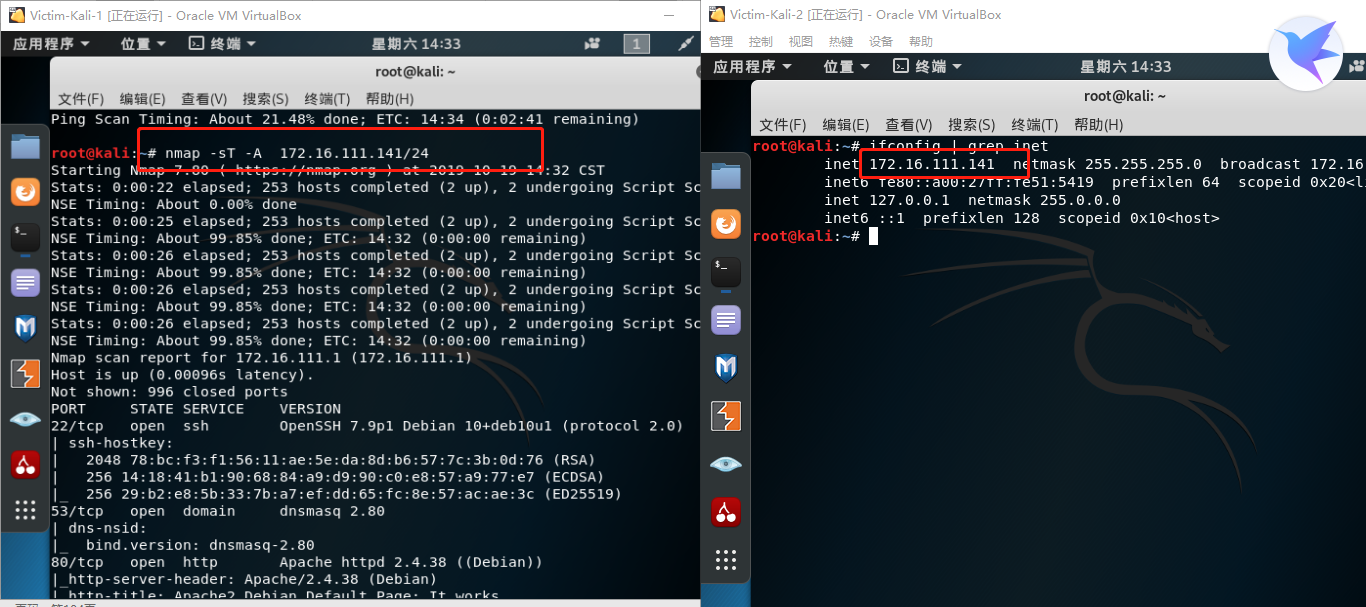 Victim-Kali-1 [正在运行] - Oracle VM VirtualBox
应用程序 位置 终端 星期六 14:33 1
root@kali: ~
文件(F) 编辑(E) 查看(V) 搜索(S) 终端(T) 帮助(H)
Ping Scan Timing: About 21.48% done; ETC: 14:34 (0:02:41 remaining)
root@kali:~# nmap -sT -A  172.16.111.141/24
Starting Nmap 7.80 ( https://nmap.org ) at 2019-10-19 14:32 CST
Stats: 0:00:22 elapsed; 253 hosts completed (2 up), 2 undergoing Script Sc
NSE Timing: About 0.00% done
Stats: 0:00:25 elapsed; 253 hosts completed (2 up), 2 undergoing Script Sc
NSE Timing: About 99.85% done; ETC: 14:32 (0:00:00 remaining)
Stats: 0:00:26 elapsed; 253 hosts completed (2 up), 2 undergoing Script Sc
NSE Timing: About 99.85% done; ETC: 14:32 (0:00:00 remaining)
Stats: 0:00:26 elapsed; 253 hosts completed (2 up), 2 undergoing Script Sc
NSE Timing: About 99.85% done; ETC: 14:32 (0:00:00 remaining)
Stats: 0:00:26 elapsed; 253 hosts completed (2 up), 2 undergoing Script Sc
NSE Timing: About 99.85% done; ETC: 14:32 (0:00:00 remaining)
Nmap scan report for 172.16.111.1 (172.16.111.1)
Host is up (0.00096s latency).
Not shown: 996 closed ports
PORT     STATE SERVICE    VERSION
22/tcp   open  ssh        OpenSSH 7.9p1 Debian 10+deb10u1 (protocol 2.0)
| ssh-hostkey:
|   2048 78:bc:f3:f1:56:11:ae:5e:da:8d:b6:57:7c:3b:0d:76 (RSA)
|   256 14:18:41:b1:90:68:84:a9:d9:90:c0:e8:57:a9:77:e7 (ECDSA)
|_  256 29:b2:e8:5b:33:7b:a7:ef:dd:65:fc:8e:57:ac:ae:3c (ED25519)
53/tcp   open  domain     dnsmasq 2.80
| dns-nsid:
|_  bind.version: dnsmasq-2.80
80/tcp   open  http       Apache httpd 2.4.38 ((Debian))
|_http-server-header: Apache/2.4.38 (Debian)
|_http-title: Apache2 Debian Default Page: It works
Victim-Kali-2 [正在运行] - Oracle VM VirtualBox
管理 控制 视图 热键 设备 帮助
应用程序 位置 终端 星期六 14:33
root@kali: ~
文件(F) 编辑(E) 查看(V) 搜索(S) 终端(T) 帮助(H)
root@kali:~# ifconfig | grep inet
inet 172.16.111.141  netmask 255.255.255.0  broadcast 172.16
inet6 fe80::a00:27ff:fe51:5419  prefixlen 64  scopeid 0x20<l
inet 127.0.0.1  netmask 255.0.0.0
inet6 ::1  prefixlen 128  scopeid 0x10<host>
root@kali:~#